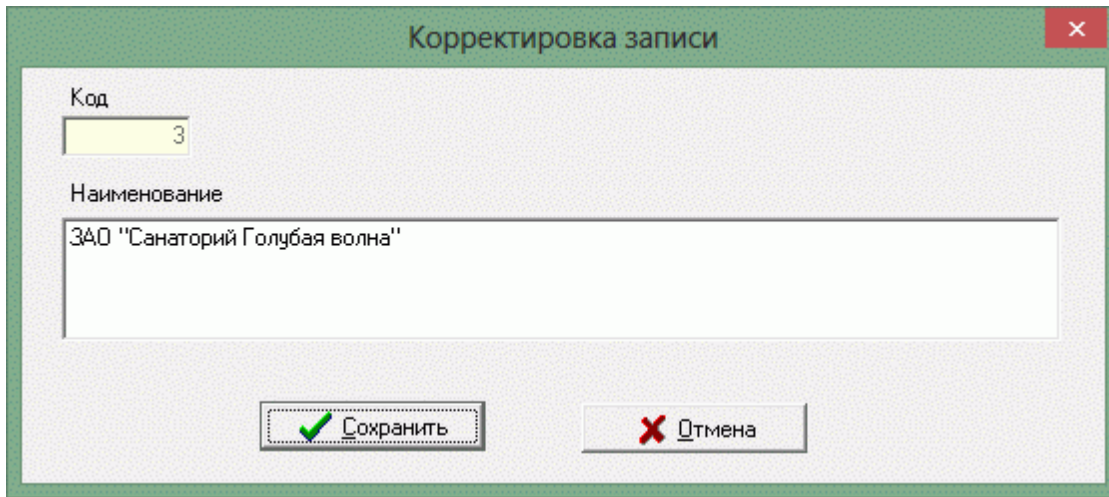 Корректировка записи
Код
3
Наименование
ЗАО "Санаторий Голубая волна"
Сохранить
Отмена